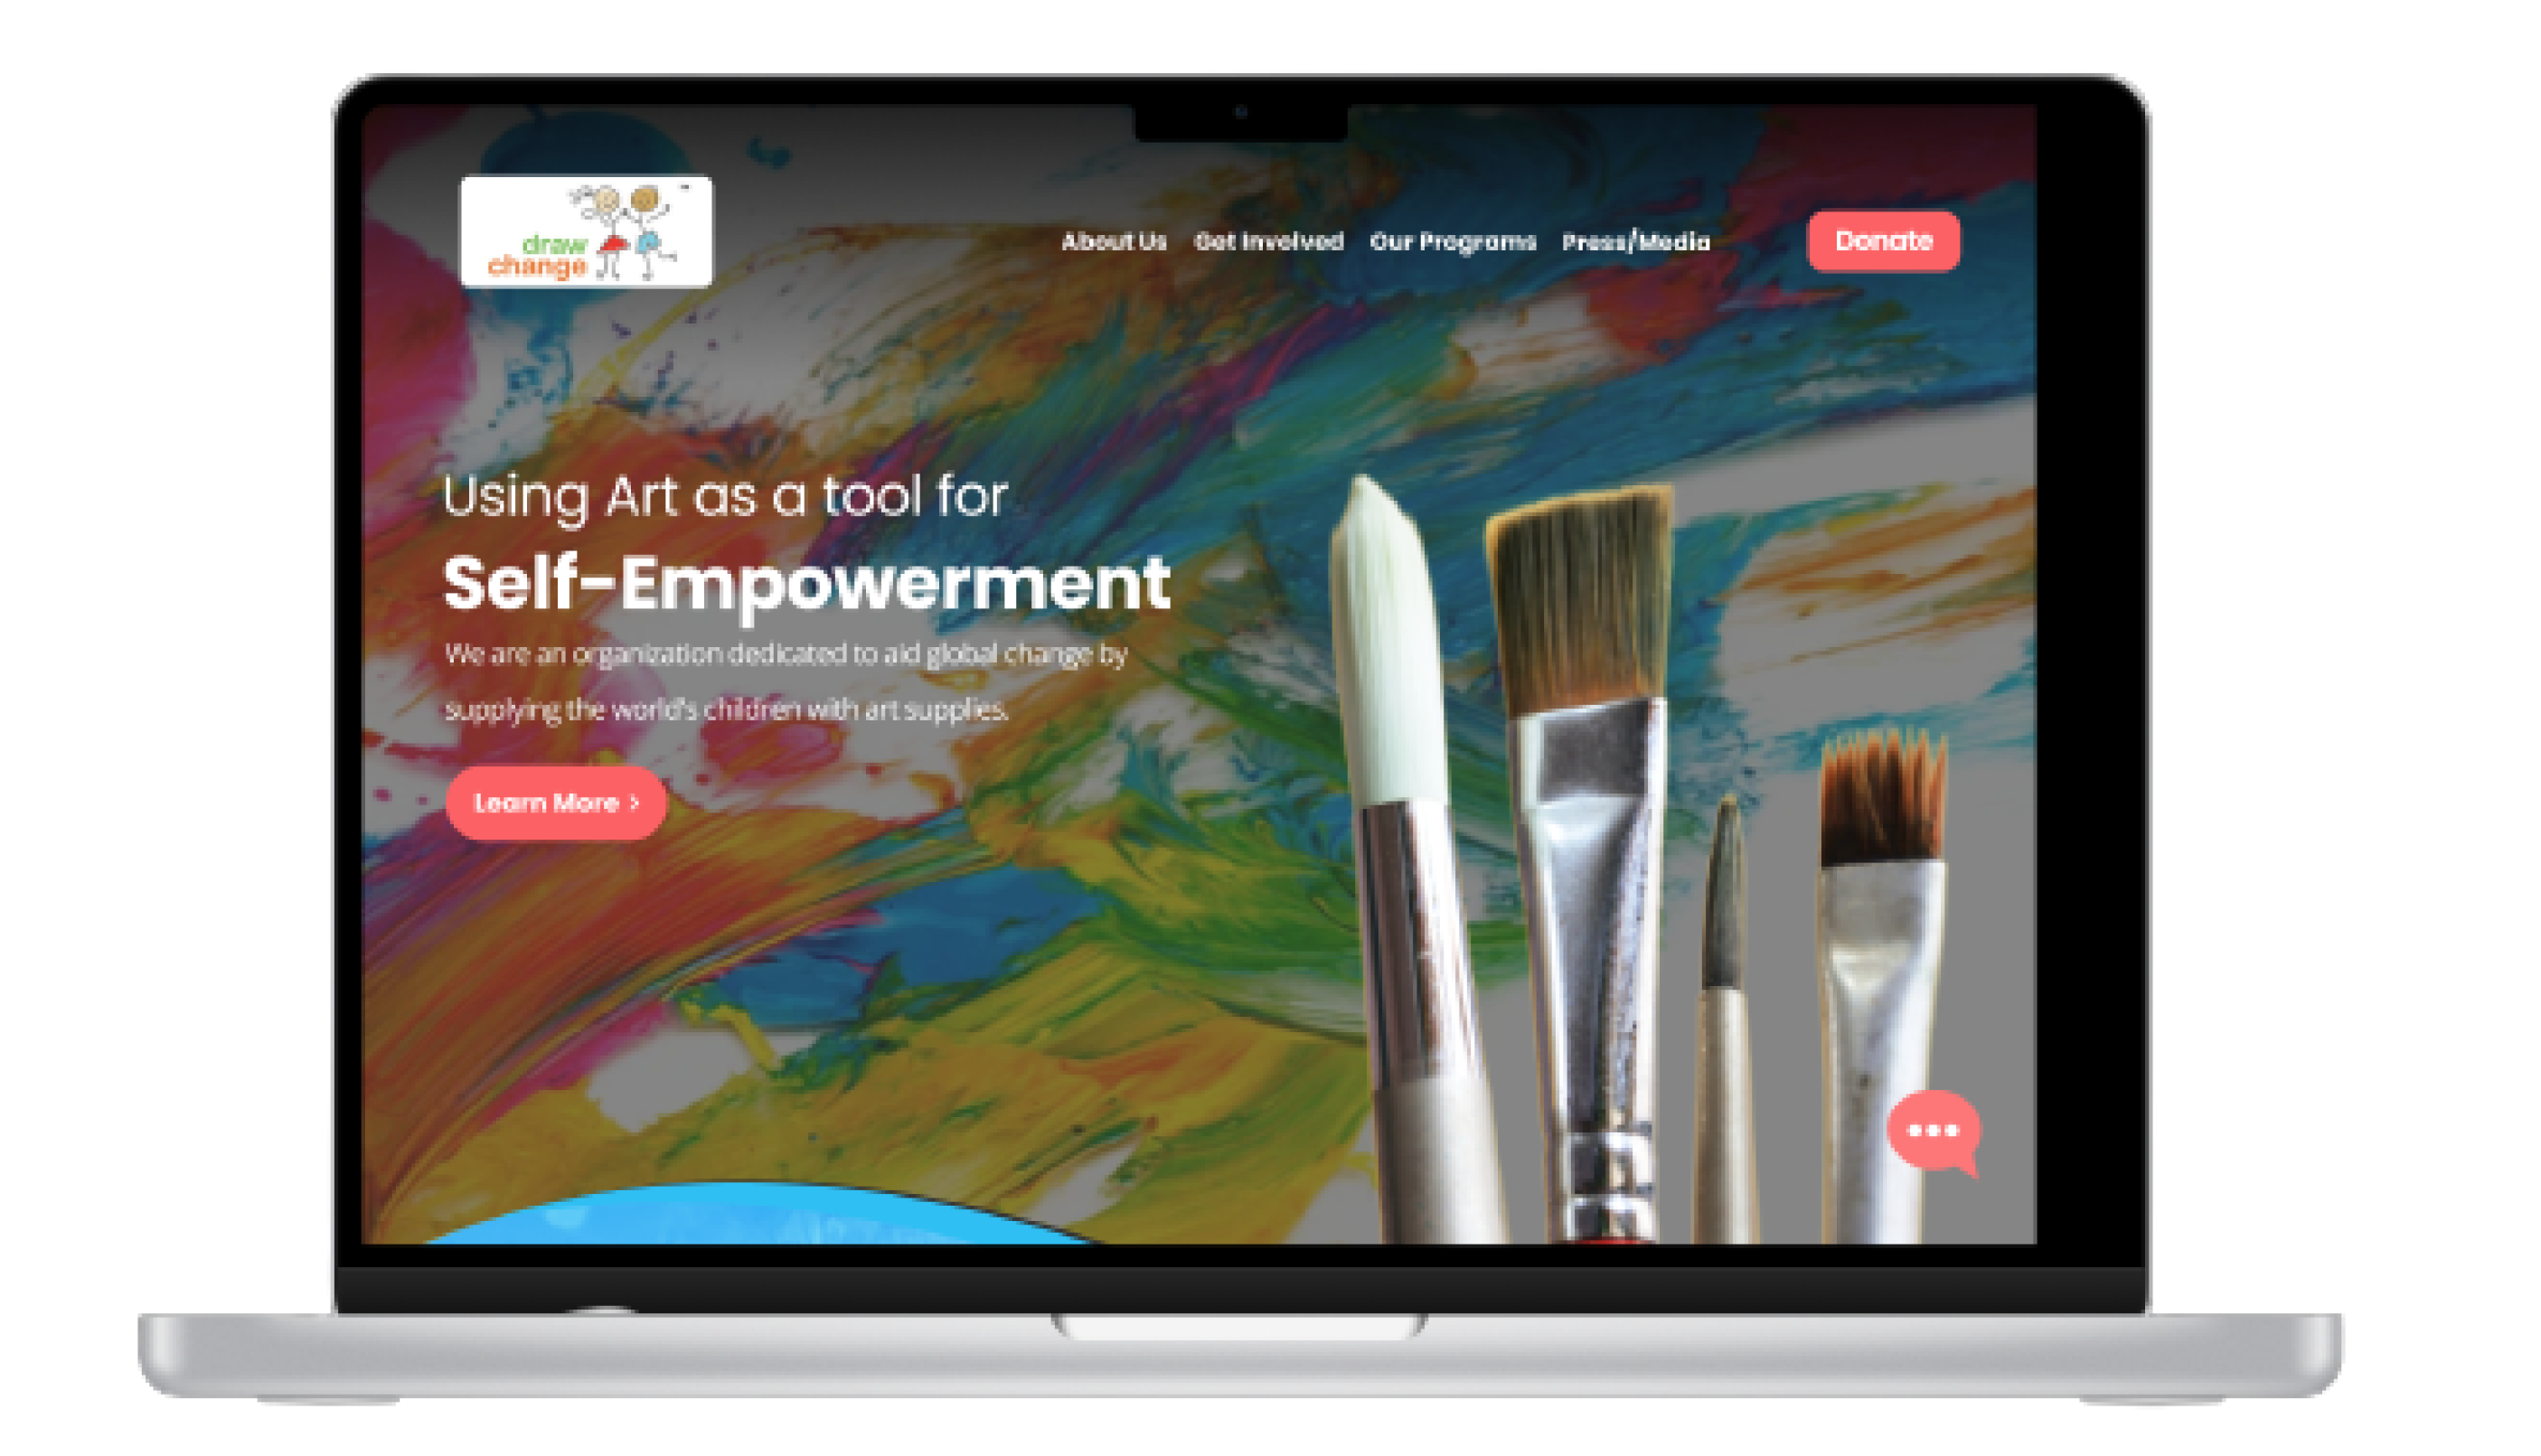 draw
change
About Us Get Involved Our Programs Press/Media Donate
Using Art as a tool for
Self-Empowerment
We are an organization dedicated to aid global change by
supplying the world's children with art supplies.
Learn More >